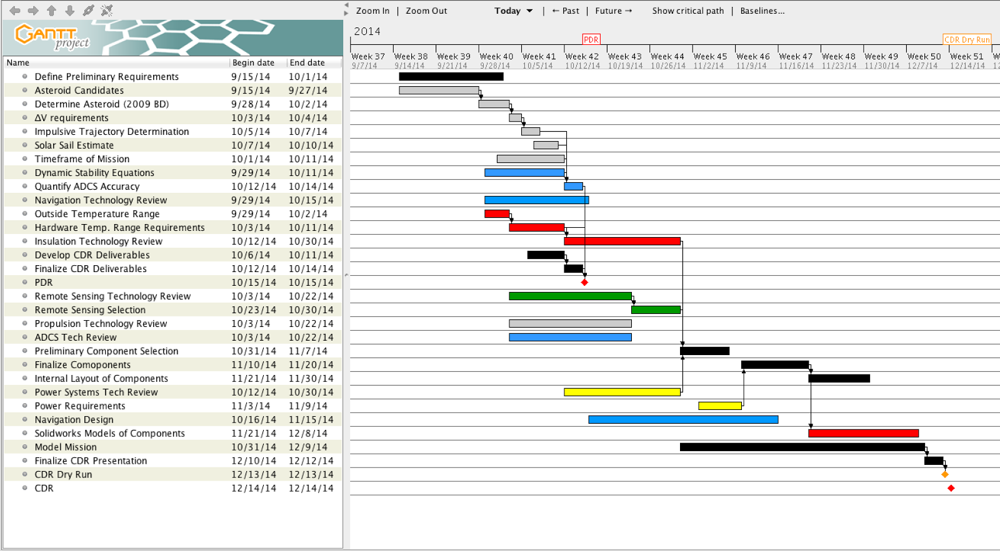 Zoom In | Zoom Out Today ▼ | ← Past | Future → Show critical path | Baselines...
2014
PDR CDR Dry Run
GANTT project
Name Begin date End date
Week 37 Week 38 Week 39 Week 40 Week 41 Week 42 Week 43 Week 44 Week 45 Week 46 Week 47 Week 48 Week 49 Week 50 Week 51 W
9/7/14 9/14/14 9/21/14 9/28/14 10/5/14 10/12/14 10/19/14 10/26/14 11/2/14 11/9/14 11/16/14 11/23/14 11/30/14 12/7/14 12/14/14 12
Define Preliminary Requirements 9/15/14 10/1/14
Asteroid Candidates 9/15/14 9/27/14
Determine Asteroid (2009 BD) 9/28/14 10/2/14
ΔV requirements 10/3/14 10/4/14
Impulsive Trajectory Determination 10/5/14 10/7/14
Solar Sail Estimate 10/7/14 10/10/14
Timeframe of Mission 10/1/14 10/11/14
Dynamic Stability Equations 9/29/14 10/11/14
Quantify ADCS Accuracy 10/12/14 10/14/14
Navigation Technology Review 9/29/14 10/15/14
Outside Temperature Range 9/29/14 10/2/14
Hardware Temp. Range Requirements 10/3/14 10/11/14
Insulation Technology Review 10/12/14 10/30/14
Develop CDR Deliverables 10/6/14 10/11/14
Finalize CDR Deliverables 10/12/14 10/14/14
PDR 10/15/14 10/15/14
Remote Sensing Technology Review 10/3/14 10/22/14
Remote Sensing Selection 10/23/14 10/30/14
Propulsion Technology Review 10/3/14 10/22/14
ADCS Tech Review 10/3/14 10/22/14
Preliminary Component Selection 10/31/14 11/7/14
Finalize Comoponents 11/10/14 11/20/14
Internal Layout of Components 11/21/14 11/30/14
Power Systems Tech Review 10/12/14 10/30/14
Power Requirements 11/3/14 11/9/14
Navigation Design 10/16/14 11/15/14
Solidworks Models of Components 11/21/14 12/8/14
Model Mission 10/31/14 12/9/14
Finalize CDR Presentation 12/10/14 12/12/14
CDR Dry Run 12/13/14 12/13/14
CDR 12/14/14 12/14/14